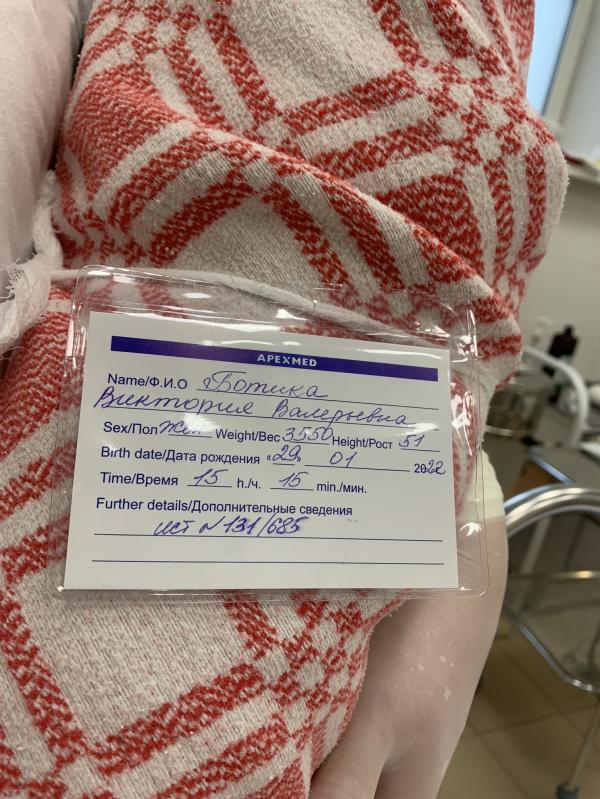 APEXMED
Name/Ф.И.О Ботика
Виктория Валерьевна
Sex/Пол жен Weight/Вес 3550 Height/Рост 51
Birth date/Дата рождения «29» 01 2022
Time/Время 15 h./ч. 15 min./мин.
Further details/Дополнительные сведения
ист N 131/685